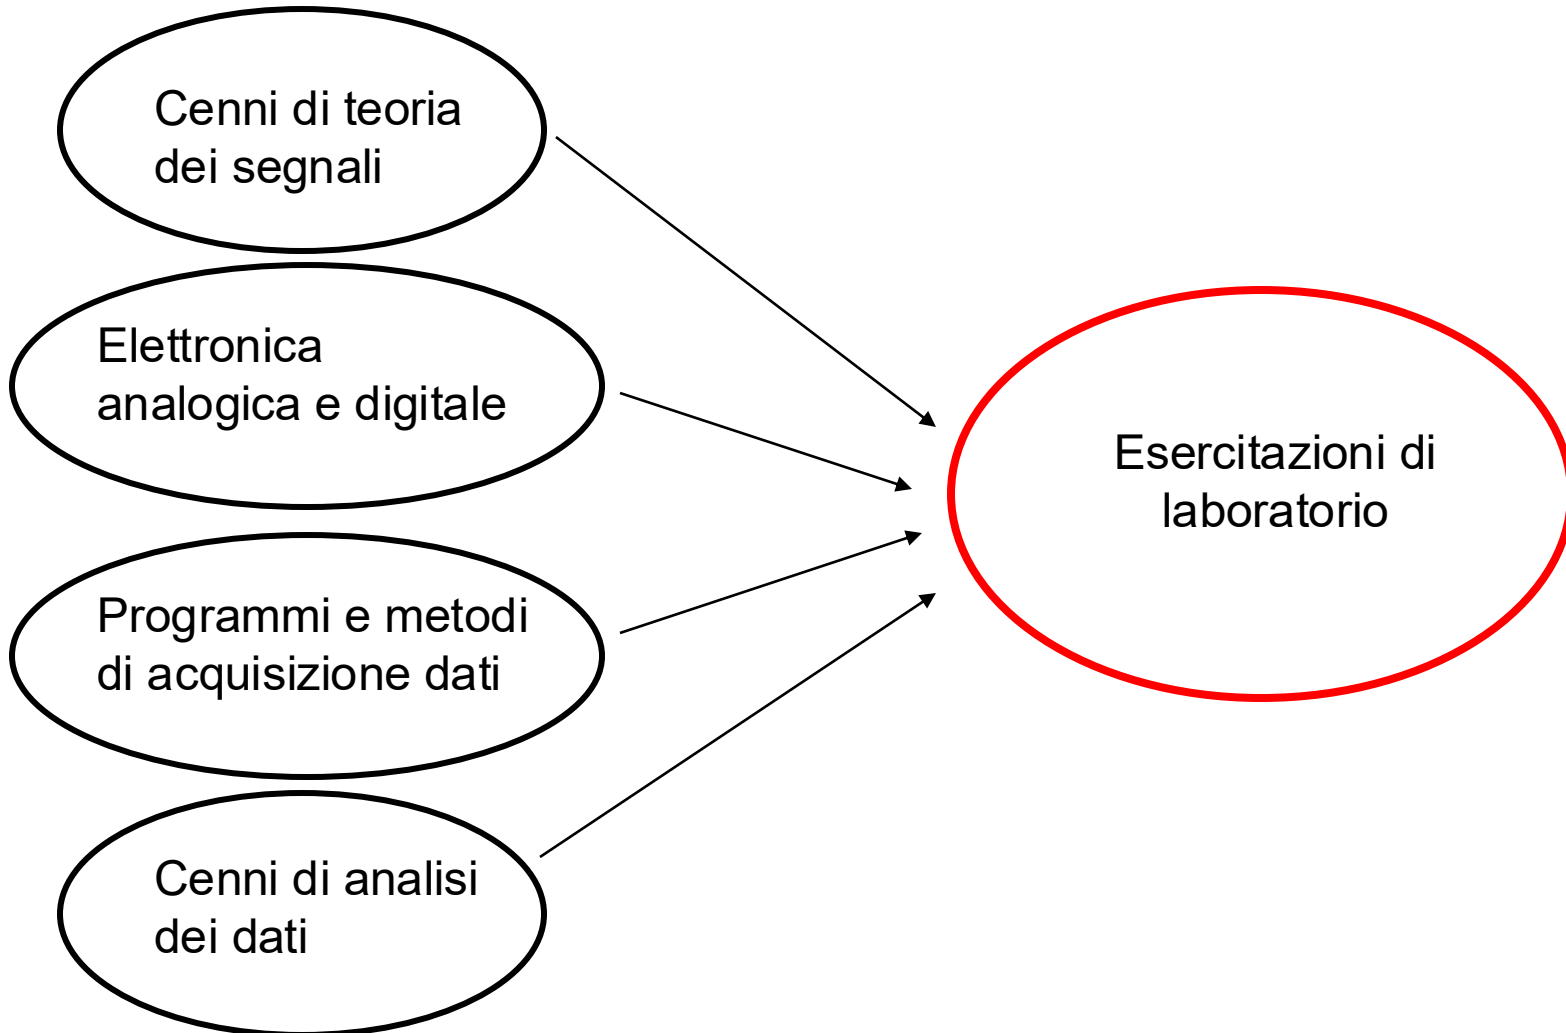 Cenni di teoria
dei segnali
Elettronica
analogica e digitale
Esercitazioni di
laboratorio
Programmi e metodi
di acquisizione dati
Cenni di analisi
dei dati